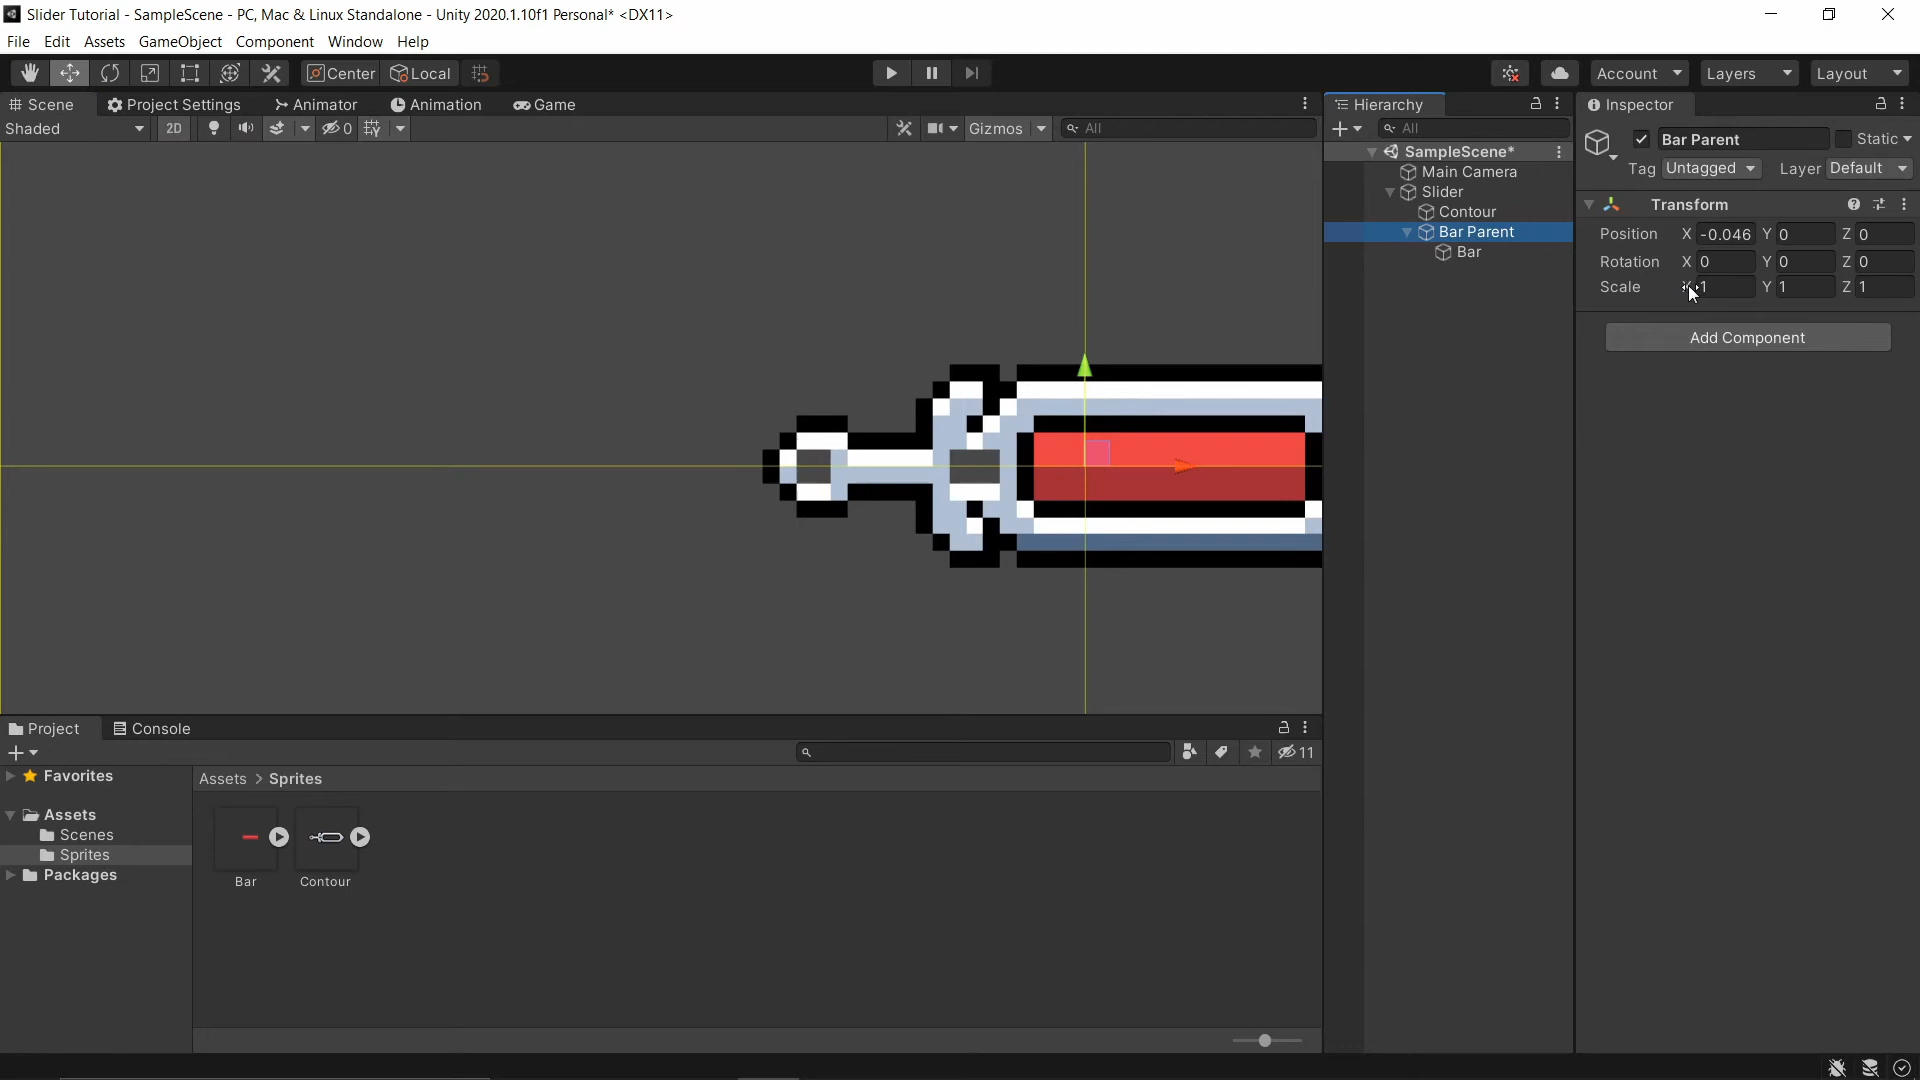 Slider Tutorial - SampleScene - PC, Mac & Linux Standalone - Unity 2020.1.10f1 Personal* <DX11>
File Edit Assets GameObject Component Window Help
Center Local Account Layers Layout
Scene Project Settings Animator Animation Game
Shaded 2D 0 Gizmos All
Hierarchy
All
SampleScene*
Main Camera
Slider
Contour
Bar Parent
Bar
Inspector
Bar Parent Static
Tag Untagged Layer Default
Transform
Position X -0.046 Y 0 Z 0
Rotation X 0 Y 0 Z 0
Scale 1 Y 1 Z 1
Add Component
Project Console
11
Favorites
Assets
Scenes
Sprites
Packages
Assets > Sprites
Bar Contour